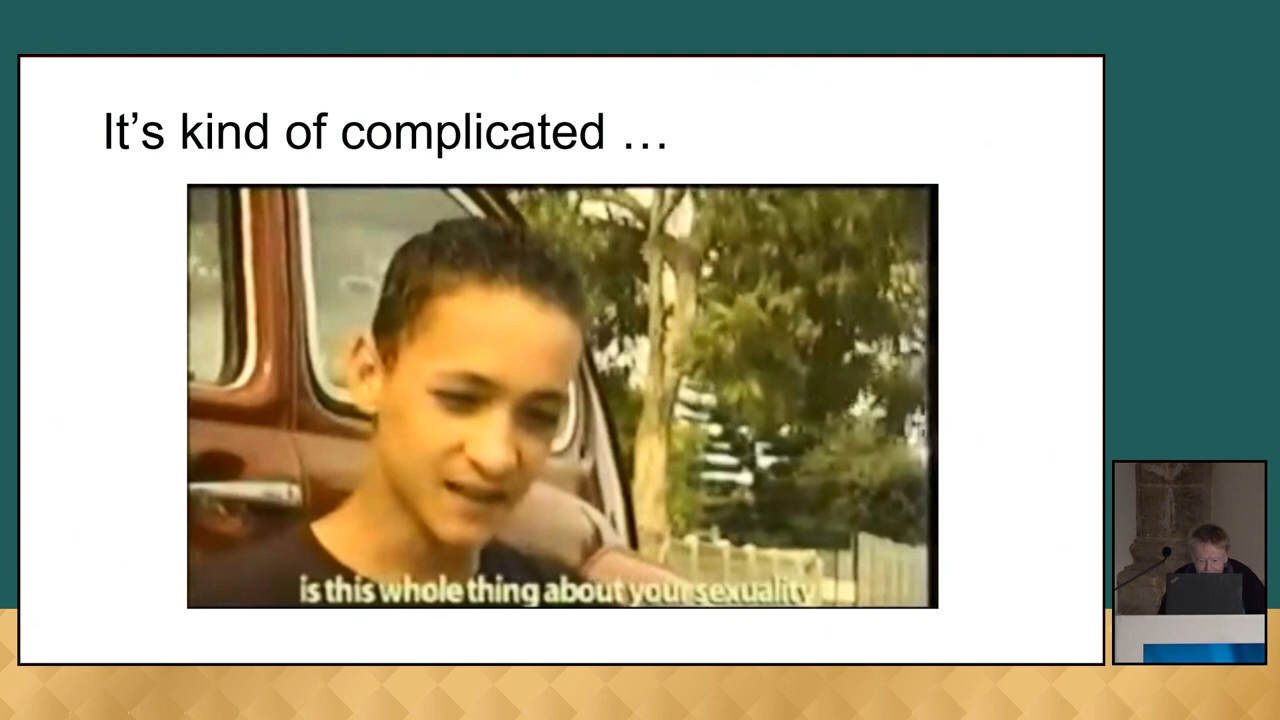 It’s kind of complicated …
is this whole thing about your sexuality